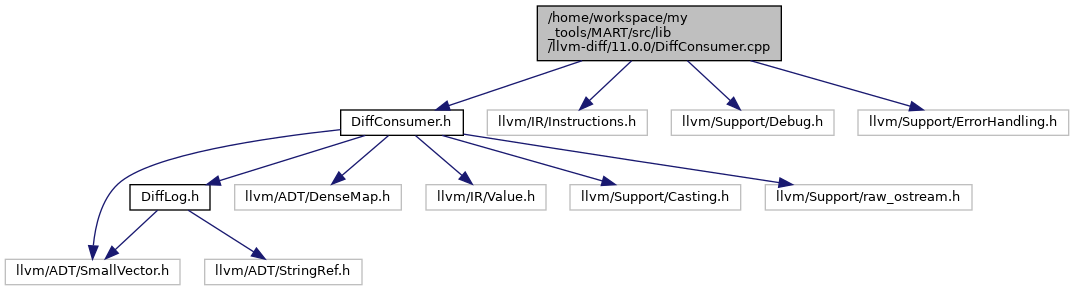 /home/workspace/my
_tools/MART/src/lib
/llvm-diff/11.0.0/DiffConsumer.cpp
DiffConsumer.h
llvm/IR/Instructions.h
llvm/Support/Debug.h
llvm/Support/ErrorHandling.h
DiffLog.h
llvm/ADT/DenseMap.h
llvm/IR/Value.h
llvm/Support/Casting.h
llvm/Support/raw_ostream.h
llvm/ADT/SmallVector.h
llvm/ADT/StringRef.h